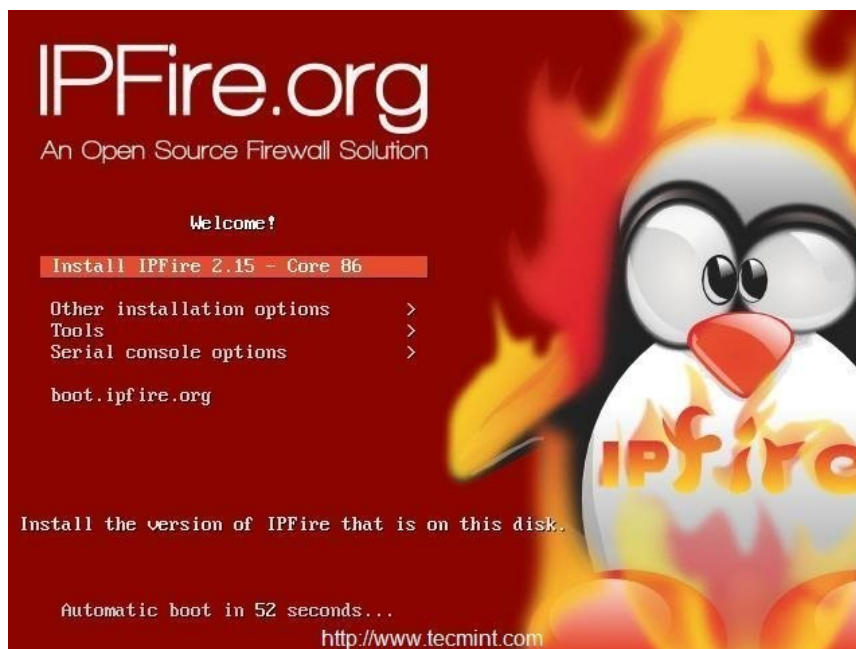 IPFire.org
An Open Source Firewall Solution
Welcome!
Install IPFire 2.15 - Core 86
Other installation options >
Tools >
Serial console options >
boot.ipfire.org
IPfire
Install the version of IPFire that is on this disk.
Automatic boot in 52 seconds...
http://www.tecmint.com